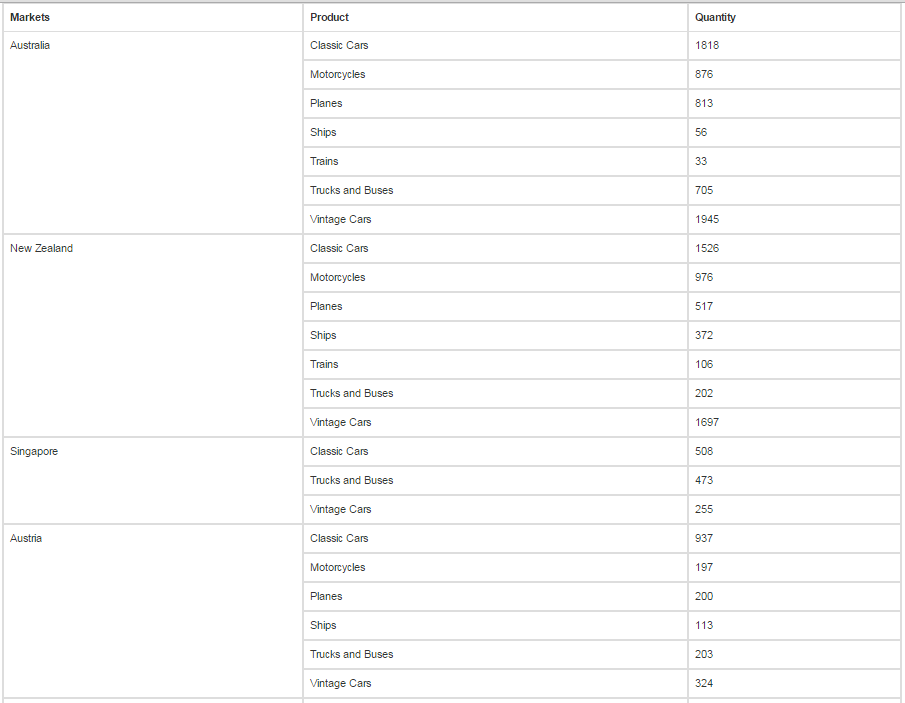 Markets Product Quantity
Australia Classic Cars 1818
Motorcycles 876
Planes 813
Ships 56
Trains 33
Trucks and Buses 705
Vintage Cars 1945
New Zealand Classic Cars 1526
Motorcycles 976
Planes 517
Ships 372
Trains 106
Trucks and Buses 202
Vintage Cars 1697
Singapore Classic Cars 508
Trucks and Buses 473
Vintage Cars 255
Austria Classic Cars 937
Motorcycles 197
Planes 200
Ships 113
Trucks and Buses 203
Vintage Cars 324